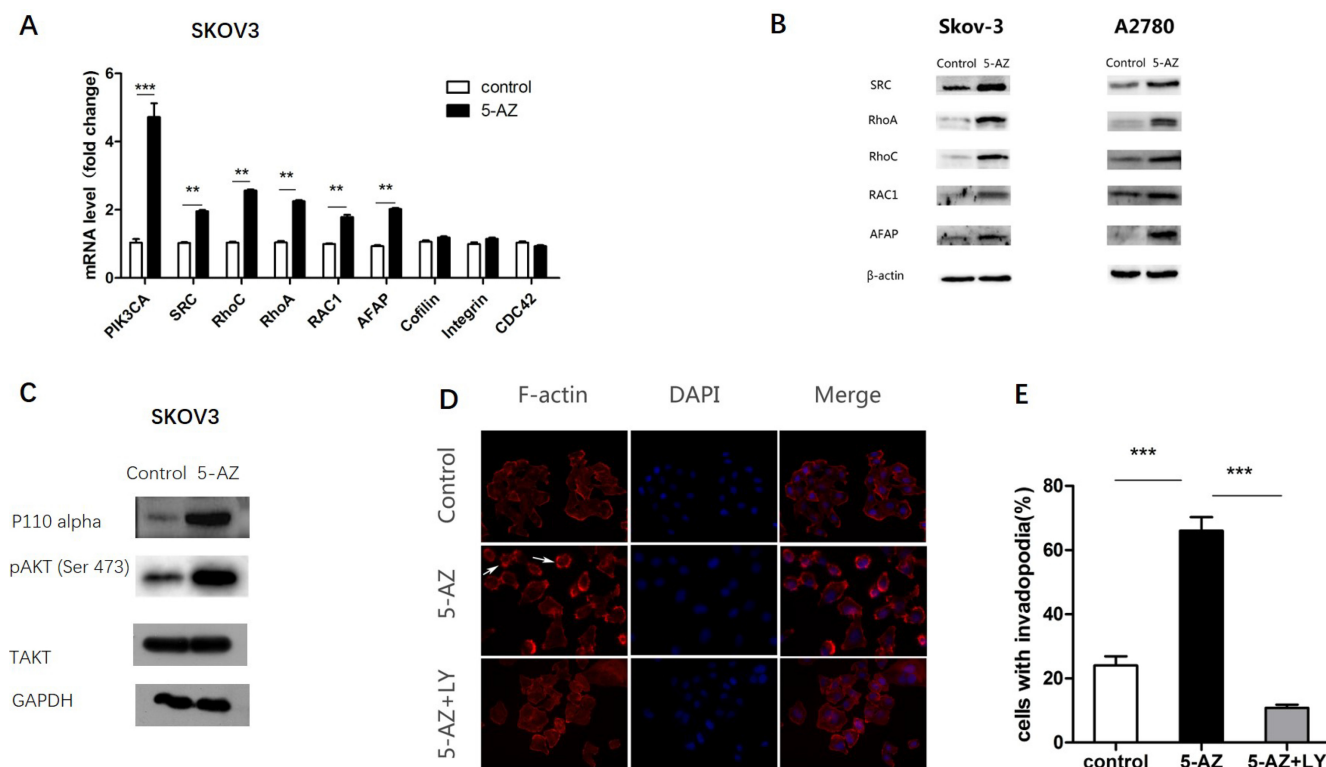 A
SKOV3
mRNA level (fold change)
6
4
2
0
***
**
**
**
**
**
control
5-AZ
PIK3CA
SRC
RhoC
RhoA
RAC1
AFAP
Cofilin
Integrin
CDC42
B
Skov-3
A2780
Control 5-AZ
Control 5-AZ
SRC
RhoA
RhoC
RAC1
AFAP
β-actin
C
SKOV3
Control 5-AZ
P110 alpha
pAKT (Ser 473)
TAKT
GAPDH
D
F-actin
DAPI
Merge
Control
5-AZ
5-AZ+LY
E
cells with invadopodia(%)
80
60
40
20
0
***
***
control
5-AZ
5-AZ+LY